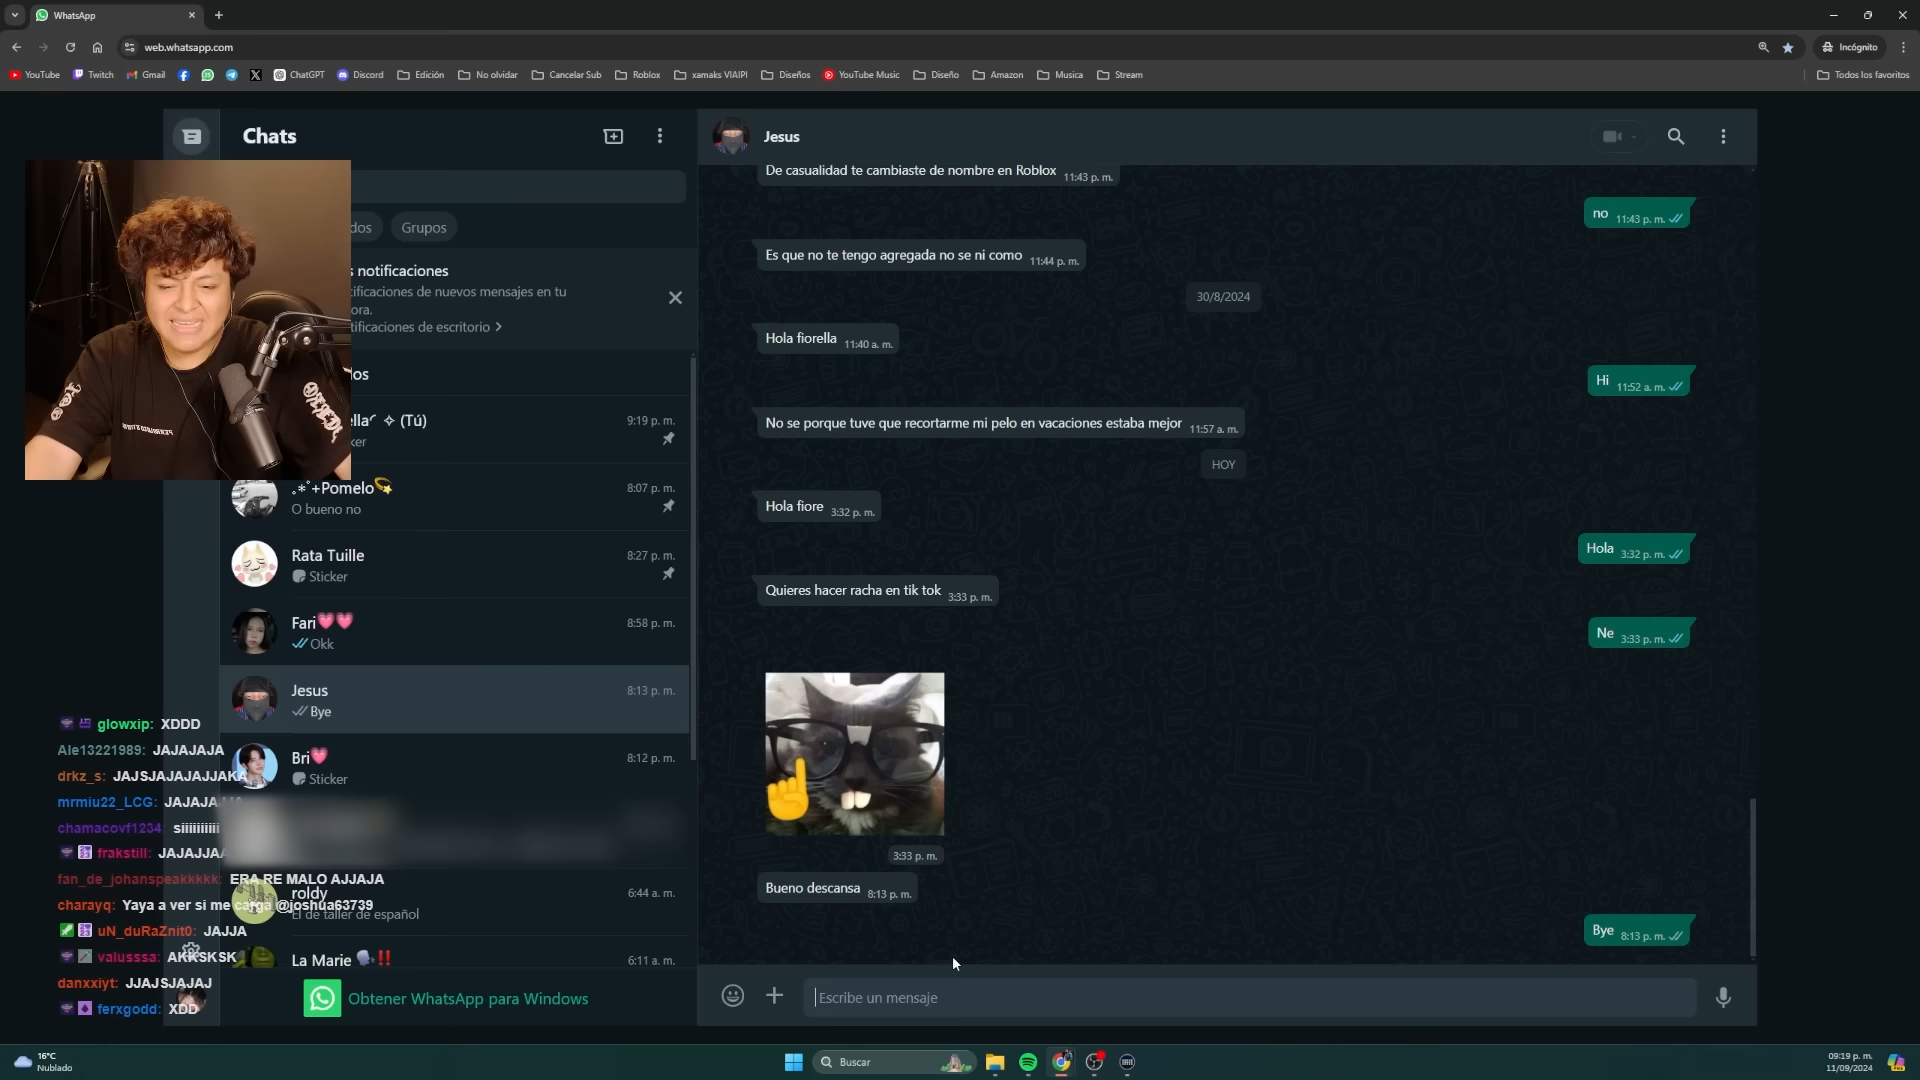 WhatsApp
web.whatsapp.com
Incógnito
YouTube
Twitch
Gmail
ChatGPT
Discord
Edición
No olvidar
Cancelar Sub
Roblox
xamaks VIAIPI
Diseños
YouTube Music
Diseño
Amazon
Musica
Stream
Todos los favoritos
Chats
dos
Grupos
s notificaciones
tificaciones de nuevos mensajes en tu
ora.
tificaciones de escritorio >
os
ella ✧ (Tú)
9:19 p. m.
ker
.⁎˚+Pomelo💫
8:07 p. m.
O bueno no
Rata Tuille
8:27 p. m.
Sticker
Fari💗💗
8:58 p. m.
Okk
Jesus
8:13 p. m.
Bye
Bri💗
8:12 p. m.
Sticker
roldy
6:44 a. m.
El de taller de español
La Marie 🗣️‼️
6:11 a. m.
Obtener WhatsApp para Windows
glowxip: XDDD
Ale13221989: JAJAJAJA
drkz_s: JAJSJAJAJAJJAKA
mrmiu22_LCG: JAJAJAJJA
chamacovf1234: siiiiiiiiii
frakstill: JAJAJJAA
fan_de_johanspeakkkkk: ERA RE MALO AJJAJA
charayq: Yaya a ver si me carga @joshua63739
uN_duRaZnit0: JAJJA
valusssa: AKKSKSK
danxxiyt: JJAJSJAJAJ
ferxgodd: XDD
Jesus
De casualidad te cambiaste de nombre en Roblox 11:43 p. m.
no 11:43 p. m.
Es que no te tengo agregada no se ni como 11:44 p. m.
30/8/2024
Hola fiorella 11:40 a. m.
Hi 11:52 a. m.
No se porque tuve que recortarme mi pelo en vacaciones estaba mejor 11:57 a. m.
HOY
Hola fiore 3:32 p. m.
Hola 3:32 p. m.
Quieres hacer racha en tik tok 3:33 p. m.
Ne 3:33 p. m.
3:33 p. m.
Bueno descansa 8:13 p. m.
Bye 8:13 p. m.
Escribe un mensaje
16°C
Nublado
Buscar
09:19 p. m.
11/09/2024